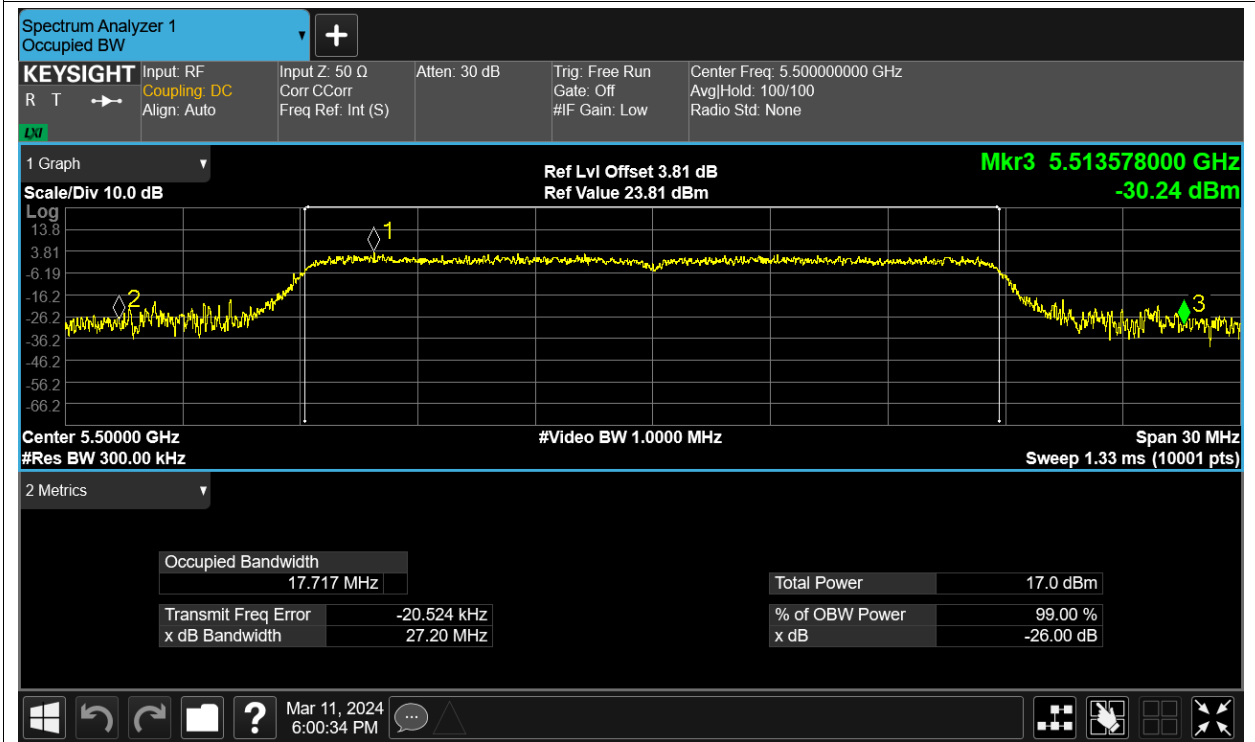 Spectrum Analyzer 1
Occupied BW
KEYSIGHT
R T
LXI
Input: RF
Coupling: DC
Align: Auto
Input Z: 50 Ω
Corr CCorr
Freq Ref: Int (S)
Atten: 30 dB
Trig: Free Run
Gate: Off
#IF Gain: Low
Center Freq: 5.500000000 GHz
Avg|Hold: 100/100
Radio Std: None
1 Graph
Scale/Div 10.0 dB
Ref Lvl Offset 3.81 dB
Ref Value 23.81 dBm
Mkr3 5.513578000 GHz
-30.24 dBm
Log
13.8
3.81
-6.19
-16.2
-26.2
-36.2
-46.2
-56.2
-66.2
1
2
3
Center 5.50000 GHz
#Video BW 1.0000 MHz
Span 30 MHz
#Res BW 300.00 kHz
Sweep 1.33 ms (10001 pts)
2 Metrics
Occupied Bandwidth
17.717 MHz
Total Power 17.0 dBm
Transmit Freq Error -20.524 kHz
% of OBW Power 99.00 %
x dB Bandwidth 27.20 MHz
x dB -26.00 dB
?
Mar 11, 2024
6:00:34 PM